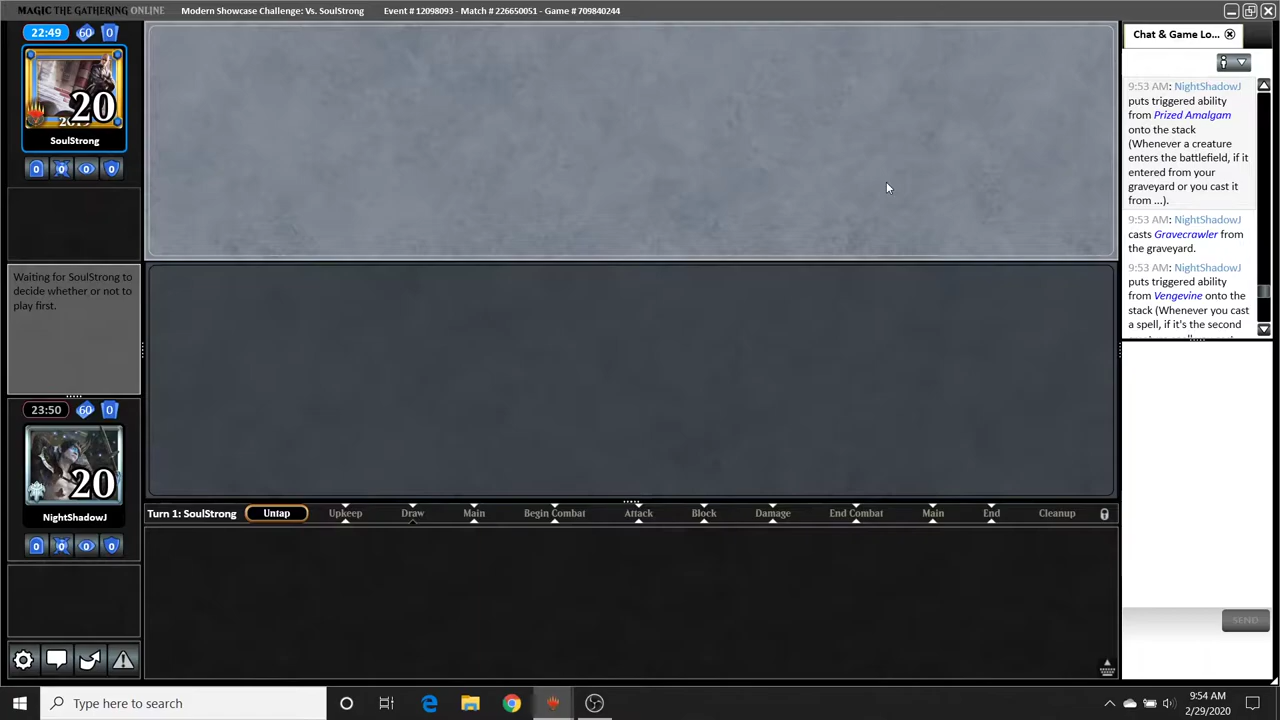 MAGIC THE GATHERING ONLINE
Modern Showcase Challenge: Vs. SoulStrong
Event # 12098093 - Match # 226650051 - Game # 709840244
22:49
60
0
20
SoulStrong
0
0
0
0
Waiting for SoulStrong to
decide whether or not to
play first.
23:50
60
0
20
NightShadowJ
0
0
0
0
Turn 1: SoulStrong
Untap
Upkeep
Draw
Main
Begin Combat
Attack
Block
Damage
End Combat
Main
End
Cleanup
Chat & Game Lo...
9:53 AM: NightShadowJ
puts triggered ability
from Prized Amalgam
onto the stack
(Whenever a creature
enters the battlefield, if it
entered from your
graveyard or you cast it
from ...).
9:53 AM: NightShadowJ
casts Gravecrawler from
the graveyard.
9:53 AM: NightShadowJ
puts triggered ability
from Vengevine onto the
stack (Whenever you cast
a spell, if it's the second
SEND
Type here to search
9:54 AM
2/29/2020